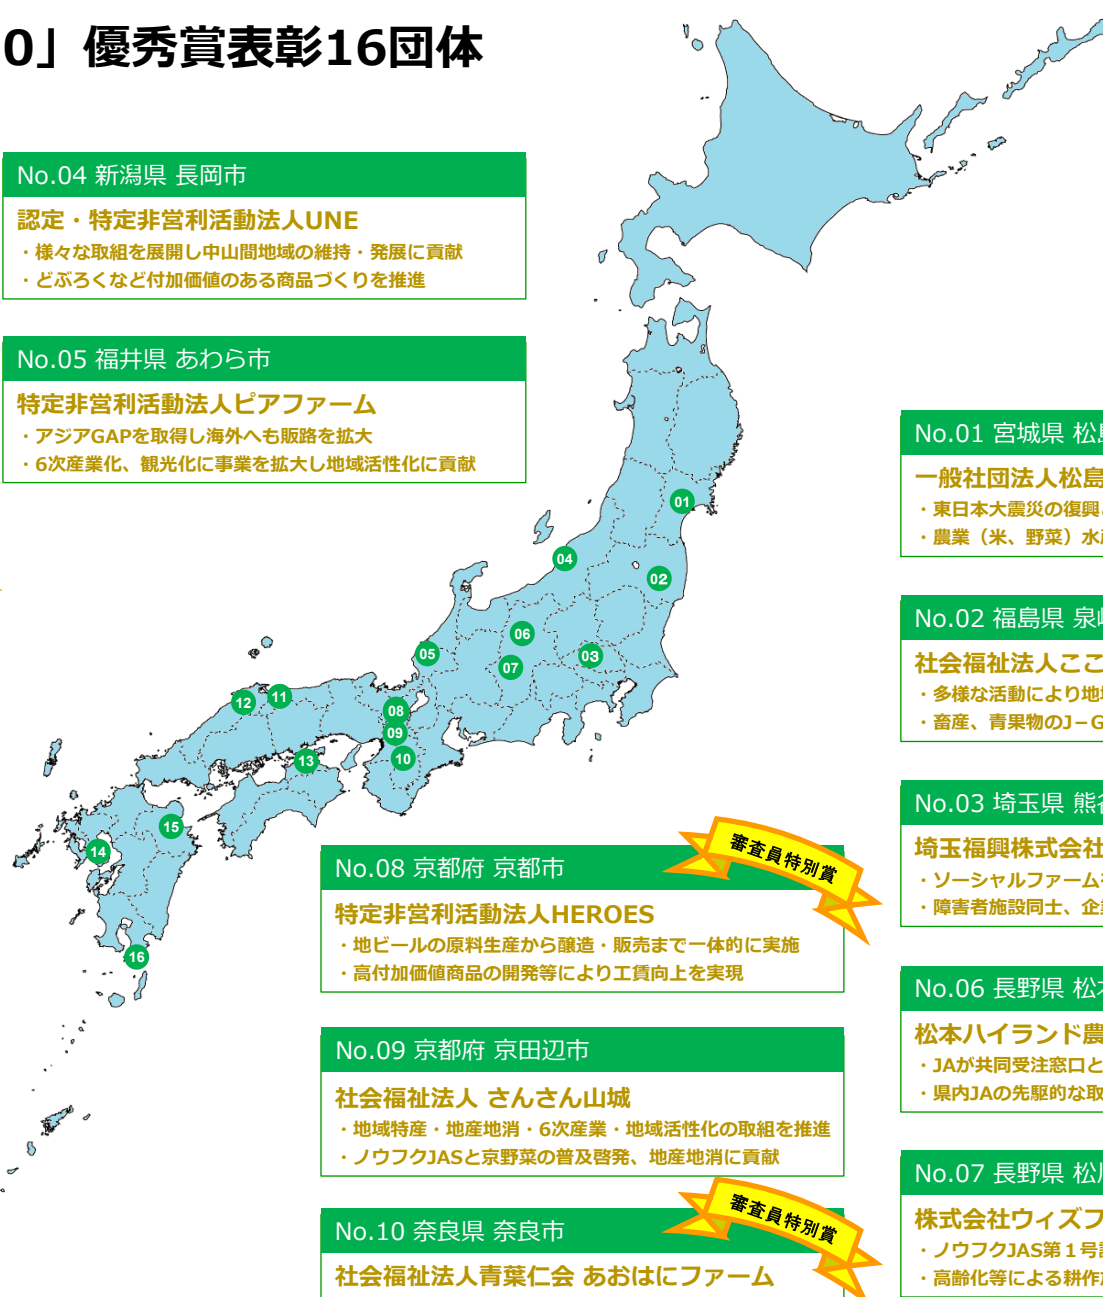 0」優秀賞表彰16団体
No.04 新潟県 長岡市
認定・特定非営利活動法人UNE
・様々な取組を展開し中山間地域の維持・発展に貢献
・どぶろくなど付加価値のある商品づくりを推進
No.05 福井県 あわら市
特定非営利活動法人ピアファーム
・アジアGAPを取得し海外へも販路を拡大
・6次産業化、観光化に事業を拡大し地域活性化に貢献
01
04
02
06
03
05
07
11
12
08
09
10
13
15
14
16
No.08 京都府 京都市
審査員特別賞
特定非営利活動法人HEROES
・地ビールの原料生産から醸造・販売まで一体的に実施
・高付加価値商品の開発等により工賃向上を実現
No.09 京都府 京田辺市
社会福祉法人 さんさん山城
・地域特産・地産地消・6次産業・地域活性化の取組を推進
・ノウフクJASと京野菜の普及啓発、地産地消に貢献
No.10 奈良県 奈良市
審査員特別賞
社会福祉法人青葉仁会 あおはにファーム
No.01 宮城県 松島
一般社団法人松島
・東日本大震災の復興
・農業（米、野菜）水
No.02 福島県 泉
社会福祉法人ここ
・多様な活動により地
・畜産、青果物のJ－G
No.03 埼玉県 熊
埼玉福興株式会社
・ソーシャルファーム
・障害者施設同士、企
No.06 長野県 松
松本ハイランド農
・JAが共同受注窓口と
・県内JAの先駆的な取
No.07 長野県 松
株式会社ウィズフ
・ノウフクJAS第１号
・高齢化等による耕作